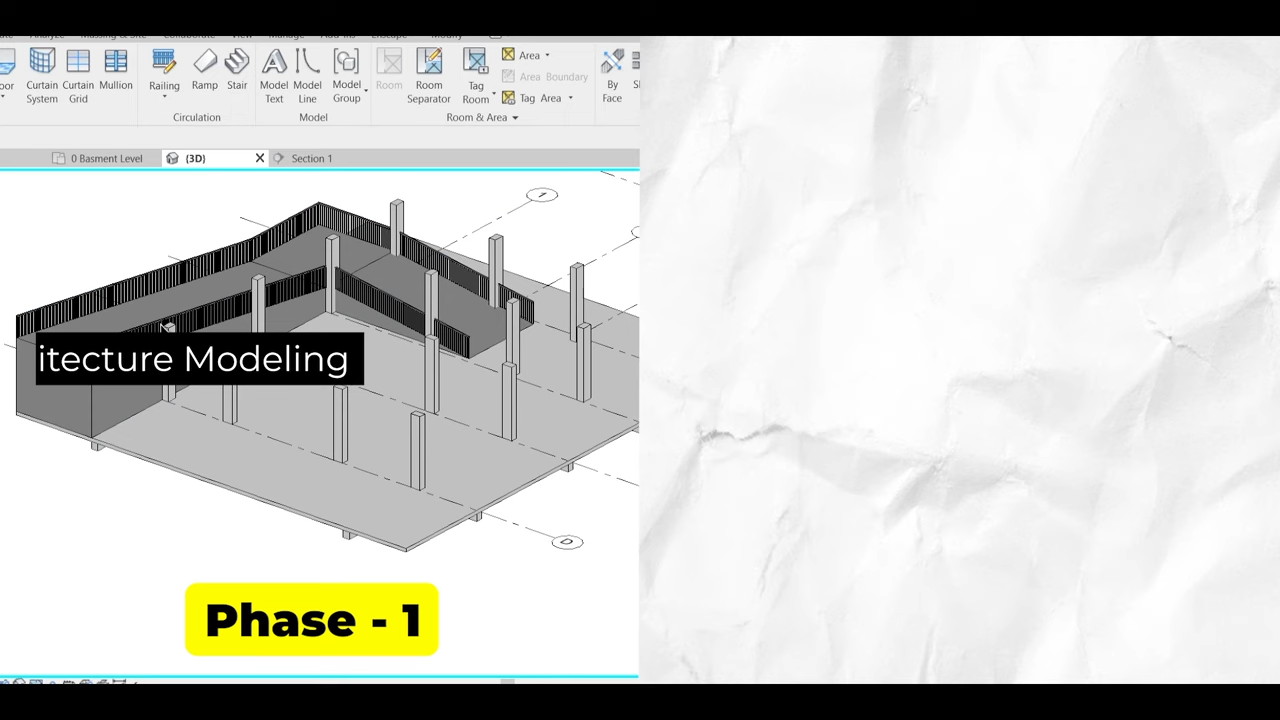 Curtain System
Curtain Grid
Mullion
Railing
Ramp
Stair
Model Text
Model Line
Model Group
Room
Room Separator
Tag Room
Area
Area Boundary
Tag Area
By Face
Circulation
Model
Room & Area
0 Basment Level
(3D)
Section 1
1
itecture Modeling
D
Phase - 1